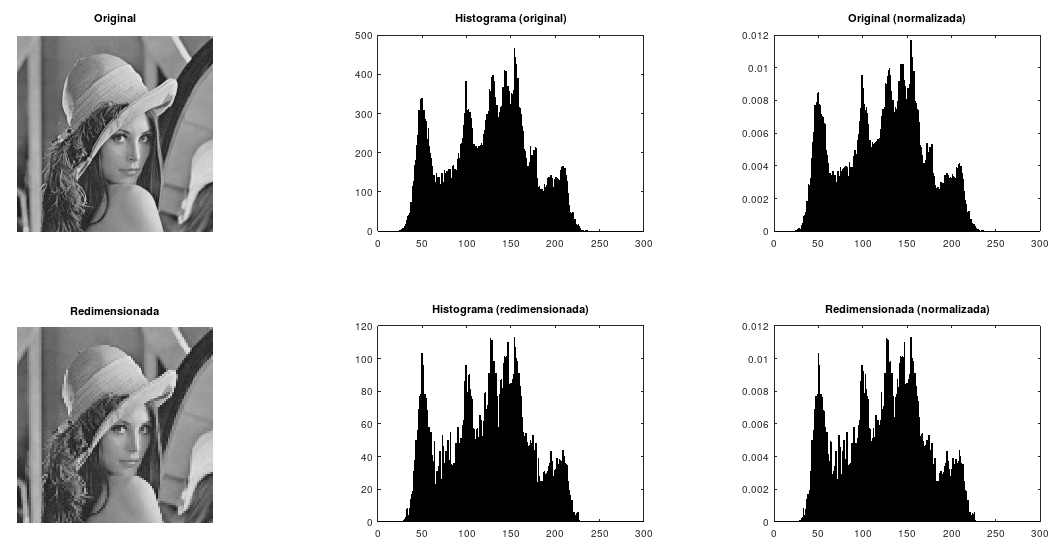 Original
Histograma (original)
Original (normalizada)
500
400
300
200
100
0
0 50 100 150 200 250 300
0.012
0.01
0.008
0.006
0.004
0.002
0
0 50 100 150 200 250 300
Redimensionada
Histograma (redimensionada)
Redimensionada (normalizada)
120
100
80
60
40
20
0
0 50 100 150 200 250 300
0.012
0.01
0.008
0.006
0.004
0.002
0
0 50 100 150 200 250 300